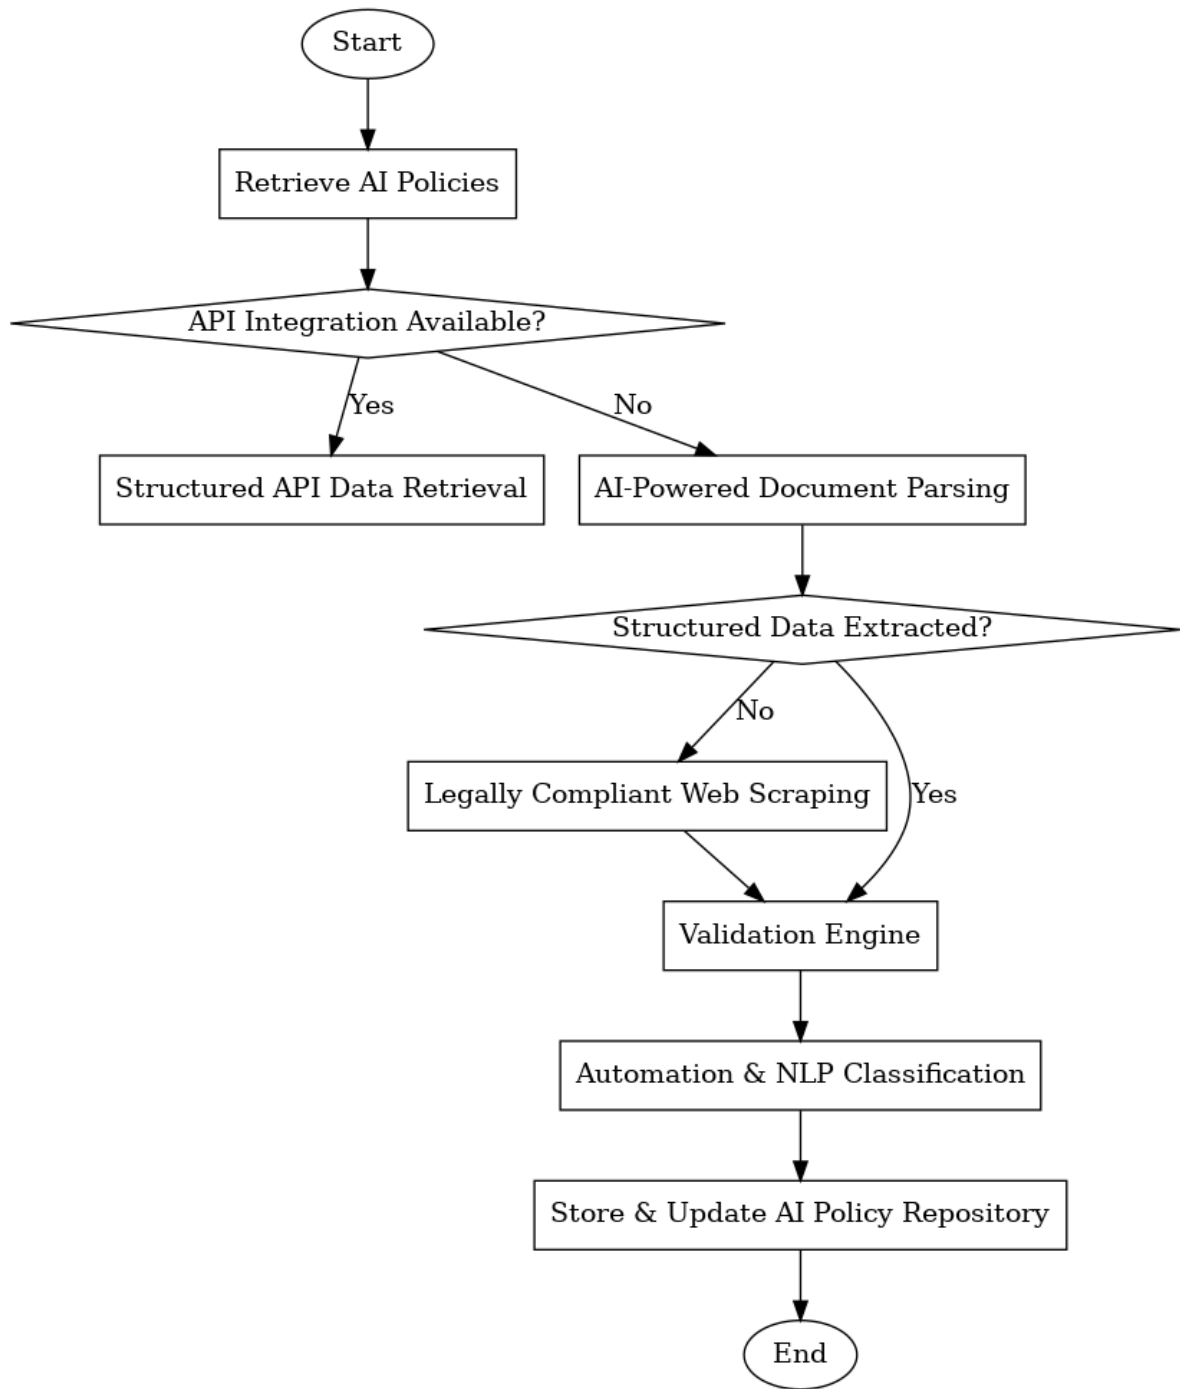 Start
Retrieve AI Policies
API Integration Available?
Yes
No
Structured API Data Retrieval
AI-Powered Document Parsing
Structured Data Extracted?
No
Legally Compliant Web Scraping
Yes
Validation Engine
Automation & NLP Classification
Store & Update AI Policy Repository
End